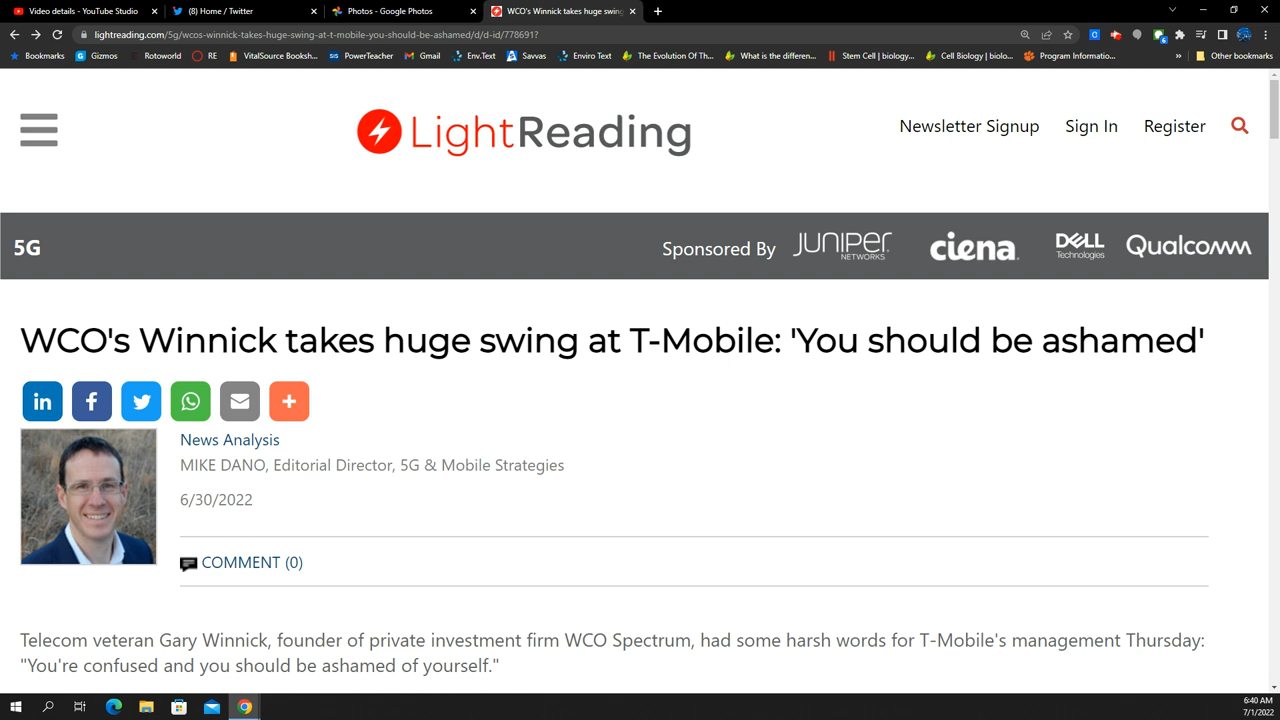 Video details - YouTube Studio
(8) Home / Twitter
Photos - Google Photos
WCO's Winnick takes huge swing
lightreading.com/5g/wcos-winnick-takes-huge-swing-at-t-mobile-you-should-be-ashamed/d/d-id/778691?
Bookmarks Gizmos Rotoworld RE VitalSource Booksh... SIS PowerTeacher Gmail Env.Text Savvas Enviro Text The Evolution Of Th... What is the differen... Stem Cell | biology... Cell Biology | biolo... Program Informatio... » Other bookmarks
LightReading
Newsletter Signup Sign In Register
5G
Sponsored By JUNIPER NETWORKS ciena DELL Technologies Qualcomm
WCO's Winnick takes huge swing at T-Mobile: 'You should be ashamed'
in f
News Analysis
MIKE DANO, Editorial Director, 5G & Mobile Strategies
6/30/2022
COMMENT (0)
Telecom veteran Gary Winnick, founder of private investment firm WCO Spectrum, had some harsh words for T-Mobile's management Thursday:
"You're confused and you should be ashamed of yourself."
6:40 AM
7/1/2022